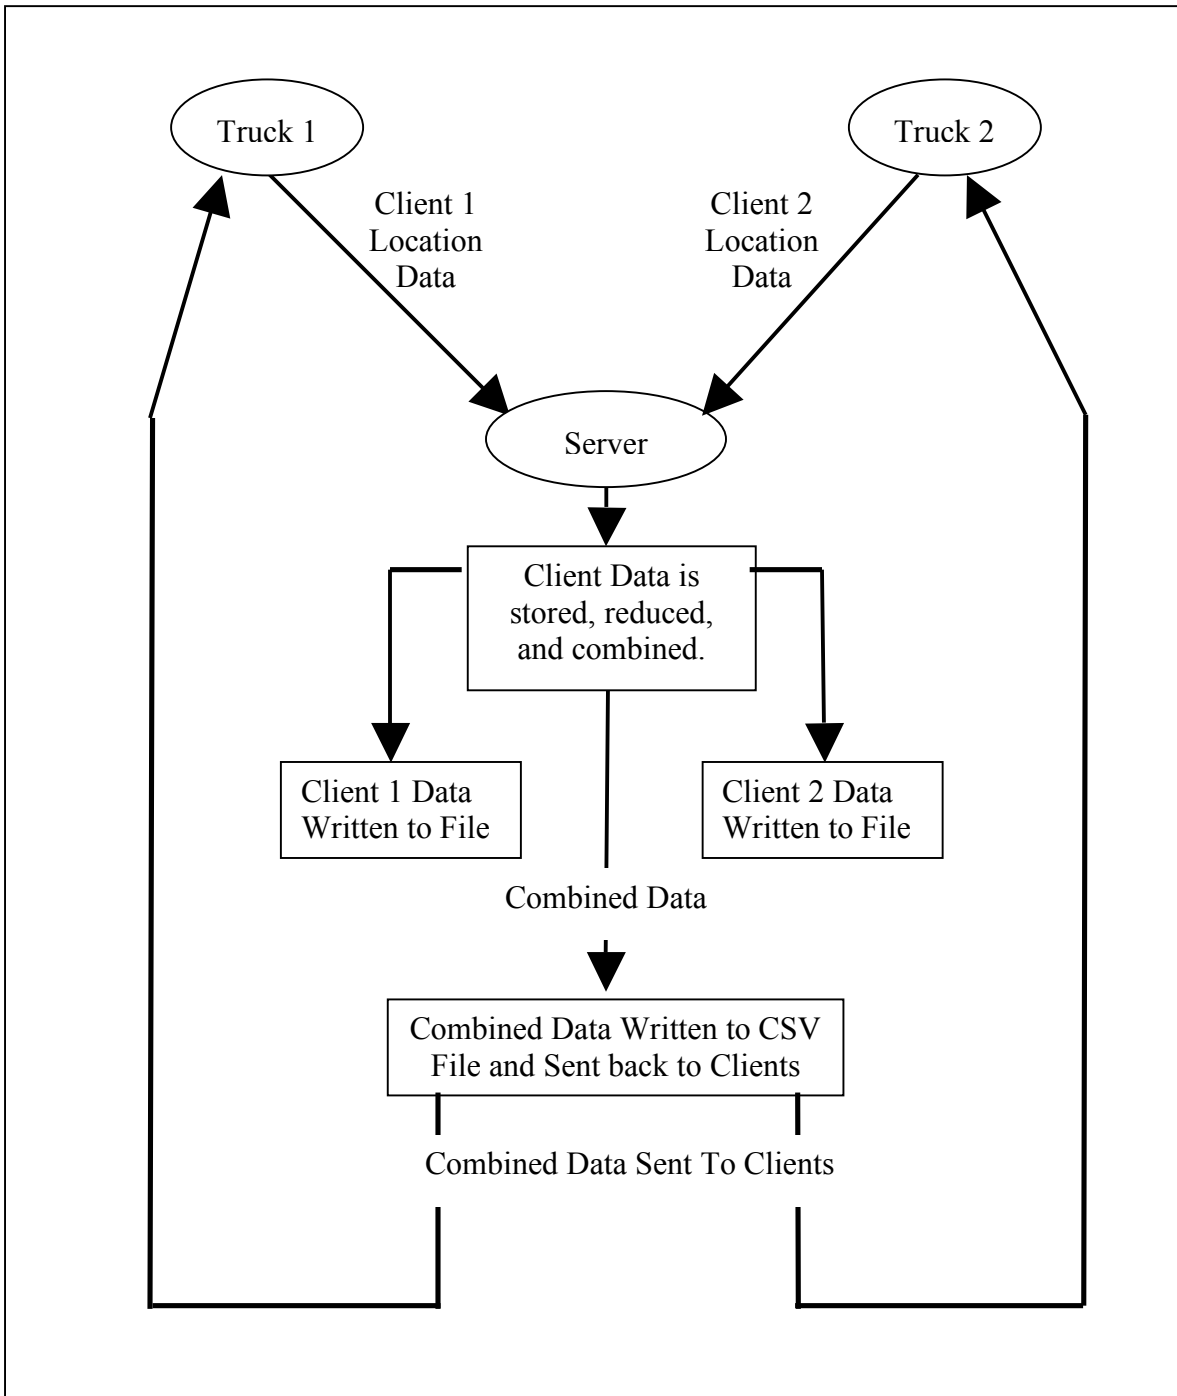 Truck 1
Truck 2
Client 1
Location
Data
Client 2
Location
Data
Server
Client Data is
stored, reduced,
and combined.
Client 1 Data
Written to File
Client 2 Data
Written to File
Combined Data
Combined Data Written to CSV
File and Sent back to Clients
Combined Data Sent To Clients